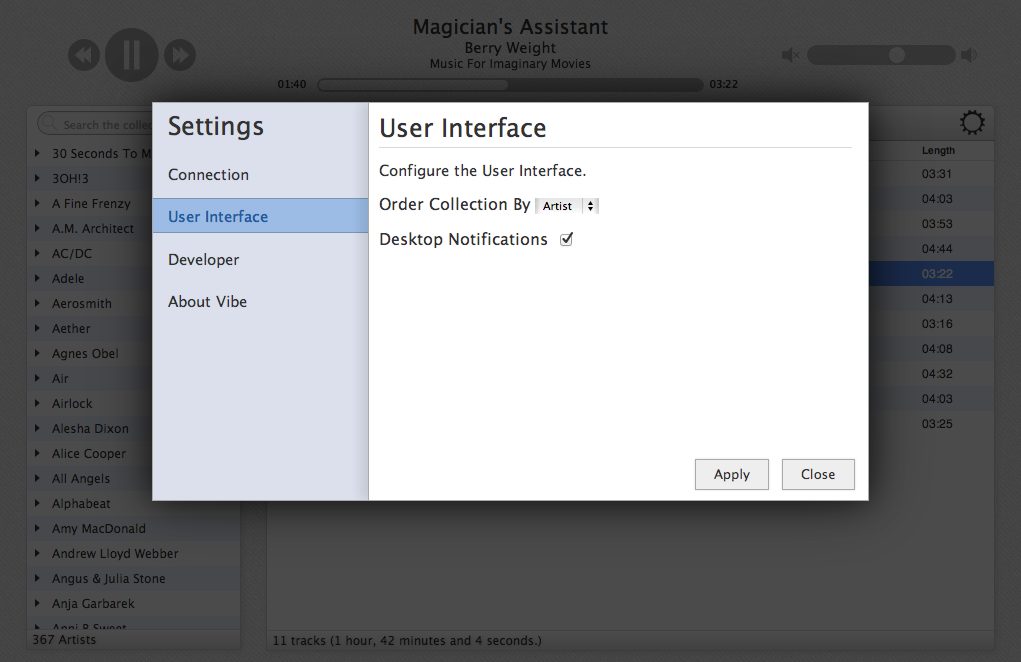 Magician's Assistant
Berry Weight
Music For Imaginary Movies
01:40
03:22
Search the collec
30 Seconds To M
3OH!3
A Fine Frenzy
A.M. Architect
AC/DC
Adele
Aerosmith
Aether
Agnes Obel
Air
Airlock
Alesha Dixon
Alice Cooper
All Angels
Alphabeat
Amy MacDonald
Andrew Lloyd Webber
Angus & Julia Stone
Anja Garbarek
Anni B Sweet
367 Artists
Settings
Connection
User Interface
Developer
About Vibe
User Interface
Configure the User Interface.
Order Collection By Artist
Desktop Notifications
Apply Close
Length
03:31
04:03
03:53
04:44
03:22
04:13
03:16
04:08
04:32
04:03
03:25
11 tracks (1 hour, 42 minutes and 4 seconds.)